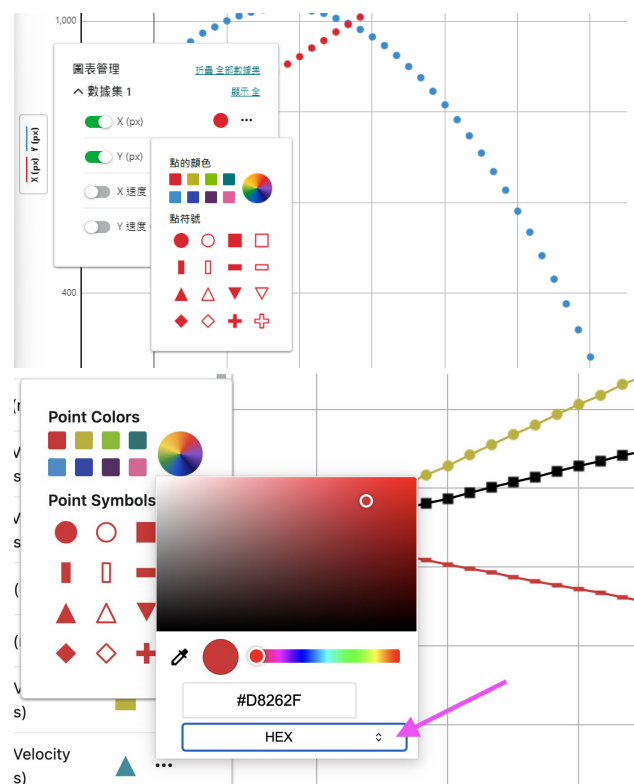 1,000
圖表管理
折疊 全部數據集
數據集 1
顯示 全
X (px)
Y (px)
X 速度
Y 速度
X (px)
Y (px)
點的顏色
點符號
400
Point Colors
Point Symbols
#D8262F
HEX
s)
Velocity
s)